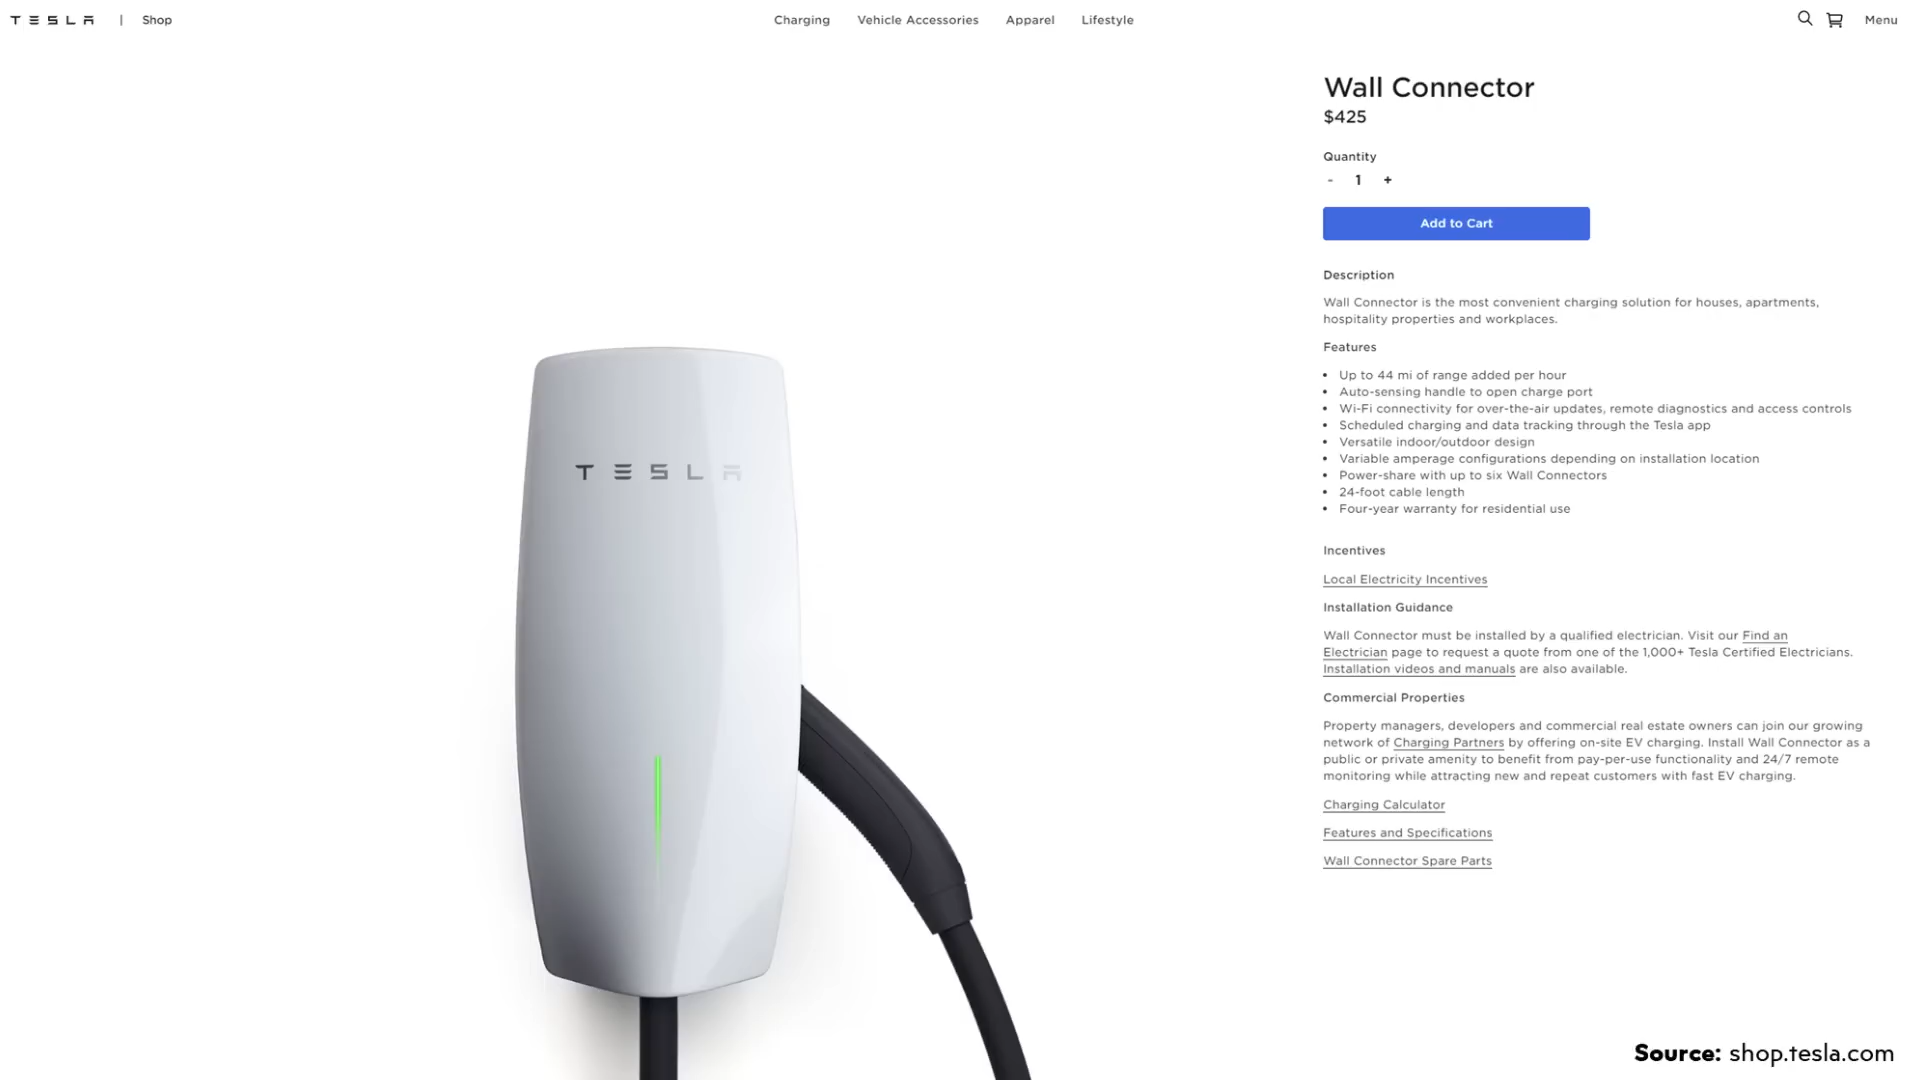 TESLA | Shop Charging Vehicle Accessories Apparel Lifestyle Menu
Wall Connector
$425
Quantity
- 1 +
Add to Cart
Description
Wall Connector is the most convenient charging solution for houses, apartments,
hospitality properties and workplaces.
Features
• Up to 44 mi of range added per hour
• Auto-sensing handle to open charge port
• Wi-Fi connectivity for over-the-air updates, remote diagnostics and access controls
• Scheduled charging and data tracking through the Tesla app
• Versatile indoor/outdoor design
• Variable amperage configurations depending on installation location
• Power-share with up to six Wall Connectors
• 24-foot cable length
• Four-year warranty for residential use
Incentives
Local Electricity Incentives
Installation Guidance
Wall Connector must be installed by a qualified electrician. Visit our Find an
Electrician page to request a quote from one of the 1,000+ Tesla Certified Electricians.
Installation videos and manuals are also available.
Commercial Properties
Property managers, developers and commercial real estate owners can join our growing
network of Charging Partners by offering on-site EV charging. Install Wall Connector as a
public or private amenity to benefit from pay-per-use functionality and 24/7 remote
monitoring while attracting new and repeat customers with fast EV charging.
Charging Calculator
Features and Specifications
Wall Connector Spare Parts
TESLA
Source: shop.tesla.com